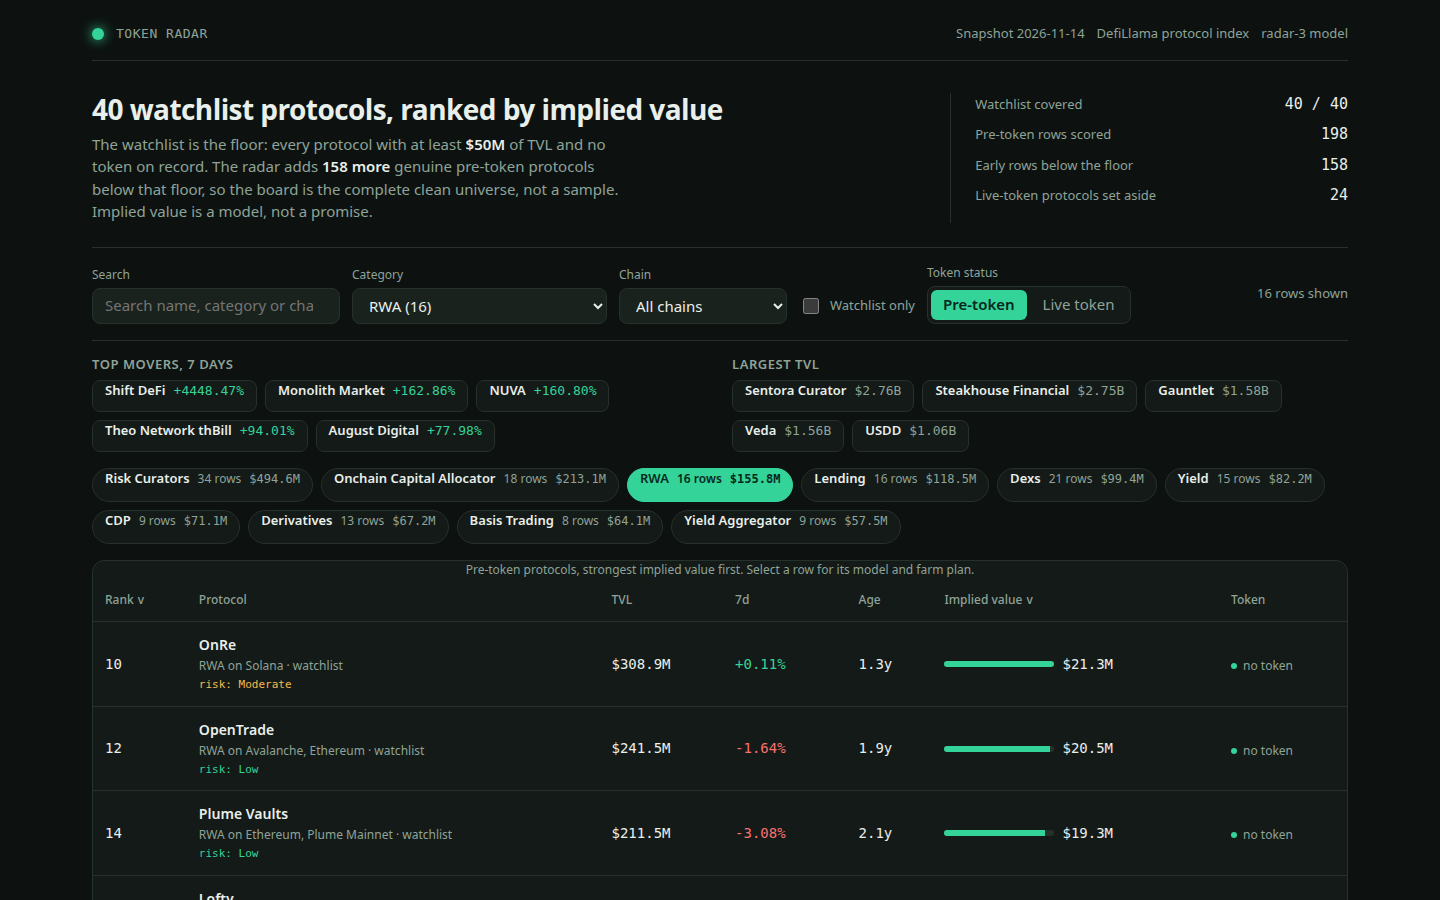 TOKEN RADAR
Snapshot 2026-11-14 DefiLlama protocol index radar-3 model
40 watchlist protocols, ranked by implied value
The watchlist is the floor: every protocol with at least $50M of TVL and no
token on record. The radar adds 158 more genuine pre-token protocols
below that floor, so the board is the complete clean universe, not a sample.
Implied value is a model, not a promise.
Watchlist covered 40 / 40
Pre-token rows scored 198
Early rows below the floor 158
Live-token protocols set aside 24
Search
Search name, category or cha
Category
RWA (16)
Chain
All chains
Watchlist only
Token status
Pre-token Live token
16 rows shown
TOP MOVERS, 7 DAYS
Shift DeFi +4448.47% Monolith Market +162.86% NUVA +160.80%
Theo Network thBill +94.01% August Digital +77.98%
LARGEST TVL
Sentora Curator $2.76B Steakhouse Financial $2.75B Gauntlet $1.58B
Veda $1.56B USDD $1.06B
Risk Curators 34 rows $494.6M Onchain Capital Allocator 18 rows $213.1M RWA 16 rows $155.8M Lending 16 rows $118.5M Dexs 21 rows $99.4M Yield 15 rows $82.2M
CDP 9 rows $71.1M Derivatives 13 rows $67.2M Basis Trading 8 rows $64.1M Yield Aggregator 9 rows $57.5M
Pre-token protocols, strongest implied value first. Select a row for its model and farm plan.
Rank v Protocol TVL 7d Age Implied value v Token
OnRe
10 RWA on Solana · watchlist $308.9M +0.11% 1.3y $21.3M no token
risk: Moderate
OpenTrade
12 RWA on Avalanche, Ethereum · watchlist $241.5M -1.64% 1.9y $20.5M no token
risk: Low
Plume Vaults
14 RWA on Ethereum, Plume Mainnet · watchlist $211.5M -3.08% 2.1y $19.3M no token
risk: Low
Lofty